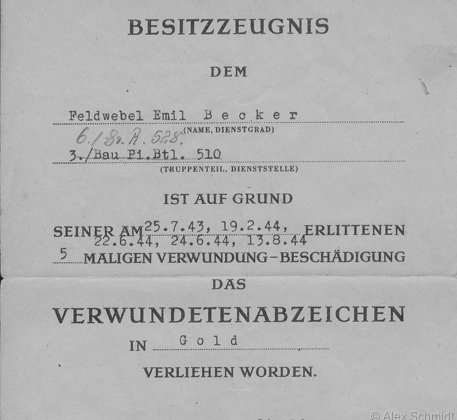 BESITZZEUGNIS
DEM
Feldwebel Emil Becker
(NAME, DIENSTGRAD)
6./Gr.R. 528.
3./Bau Pi.Btl. 510
(TRUPPENTEIL, DIENSTSTELLE)
IST AUF GRUND
SEINER AM 25.7.43, 19.2.44, ERLITTENEN
22.6.44, 24.6.44, 13.8.44
5 MALIGEN VERWUNDUNG–BESCHÄDIGUNG
DAS
VERWUNDETENABZEICHEN
IN Gold
VERLIEHEN WORDEN.
© Alex Schmidt